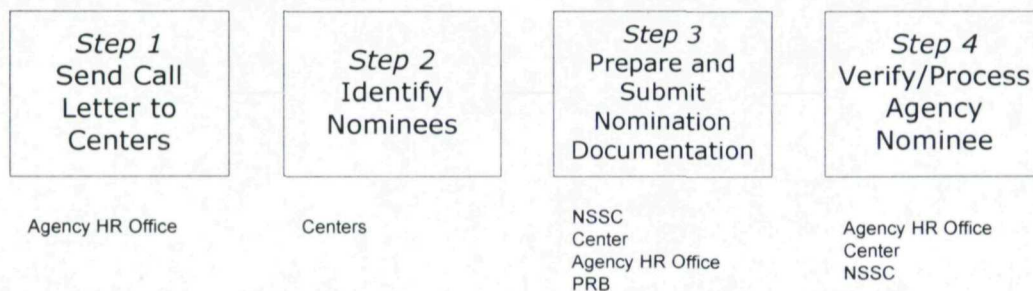 Step 1
Send Call
Letter to
Centers
Step 2
Identify
Nominees
Step 3
Prepare and
Submit
Nomination
Documentation
Step 4
Verify/Process
Agency
Nominee
Agency HR Office
Centers
NSSC
Center
Agency HR Office
PRB
Agency HR Office
Center
NSSC